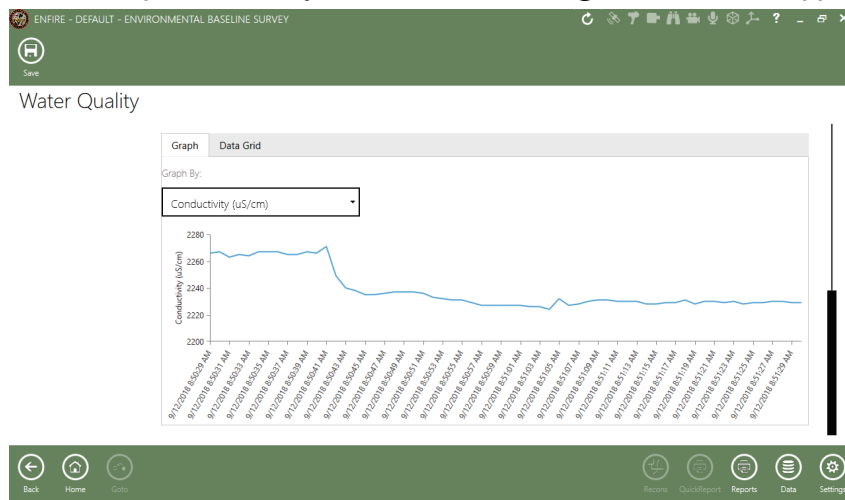 ENFIRE - DEFAULT - ENVIRONMENTAL BASELINE SURVEY
?
Save
Water Quality
Graph Data Grid
Graph By:
Conductivity (uS/cm)
Conductivity (uS/cm)
2280
2260
2240
2220
2200
9/12/2018 8:50:29 AM
9/12/2018 8:50:31 AM
9/12/2018 8:50:33 AM
9/12/2018 8:50:35 AM
9/12/2018 8:50:37 AM
9/12/2018 8:50:39 AM
9/12/2018 8:50:41 AM
9/12/2018 8:50:43 AM
9/12/2018 8:50:45 AM
9/12/2018 8:50:47 AM
9/12/2018 8:50:49 AM
9/12/2018 8:50:51 AM
9/12/2018 8:50:53 AM
9/12/2018 8:50:55 AM
9/12/2018 8:50:57 AM
9/12/2018 8:50:59 AM
9/12/2018 8:51:01 AM
9/12/2018 8:51:03 AM
9/12/2018 8:51:05 AM
9/12/2018 8:51:07 AM
9/12/2018 8:51:09 AM
9/12/2018 8:51:11 AM
9/12/2018 8:51:13 AM
9/12/2018 8:51:15 AM
9/12/2018 8:51:17 AM
9/12/2018 8:51:19 AM
9/12/2018 8:51:21 AM
9/12/2018 8:51:23 AM
9/12/2018 8:51:25 AM
9/12/2018 8:51:27 AM
9/12/2018 8:51:29 AM
Back Home Goto Recons QuickReport Reports Data Settings